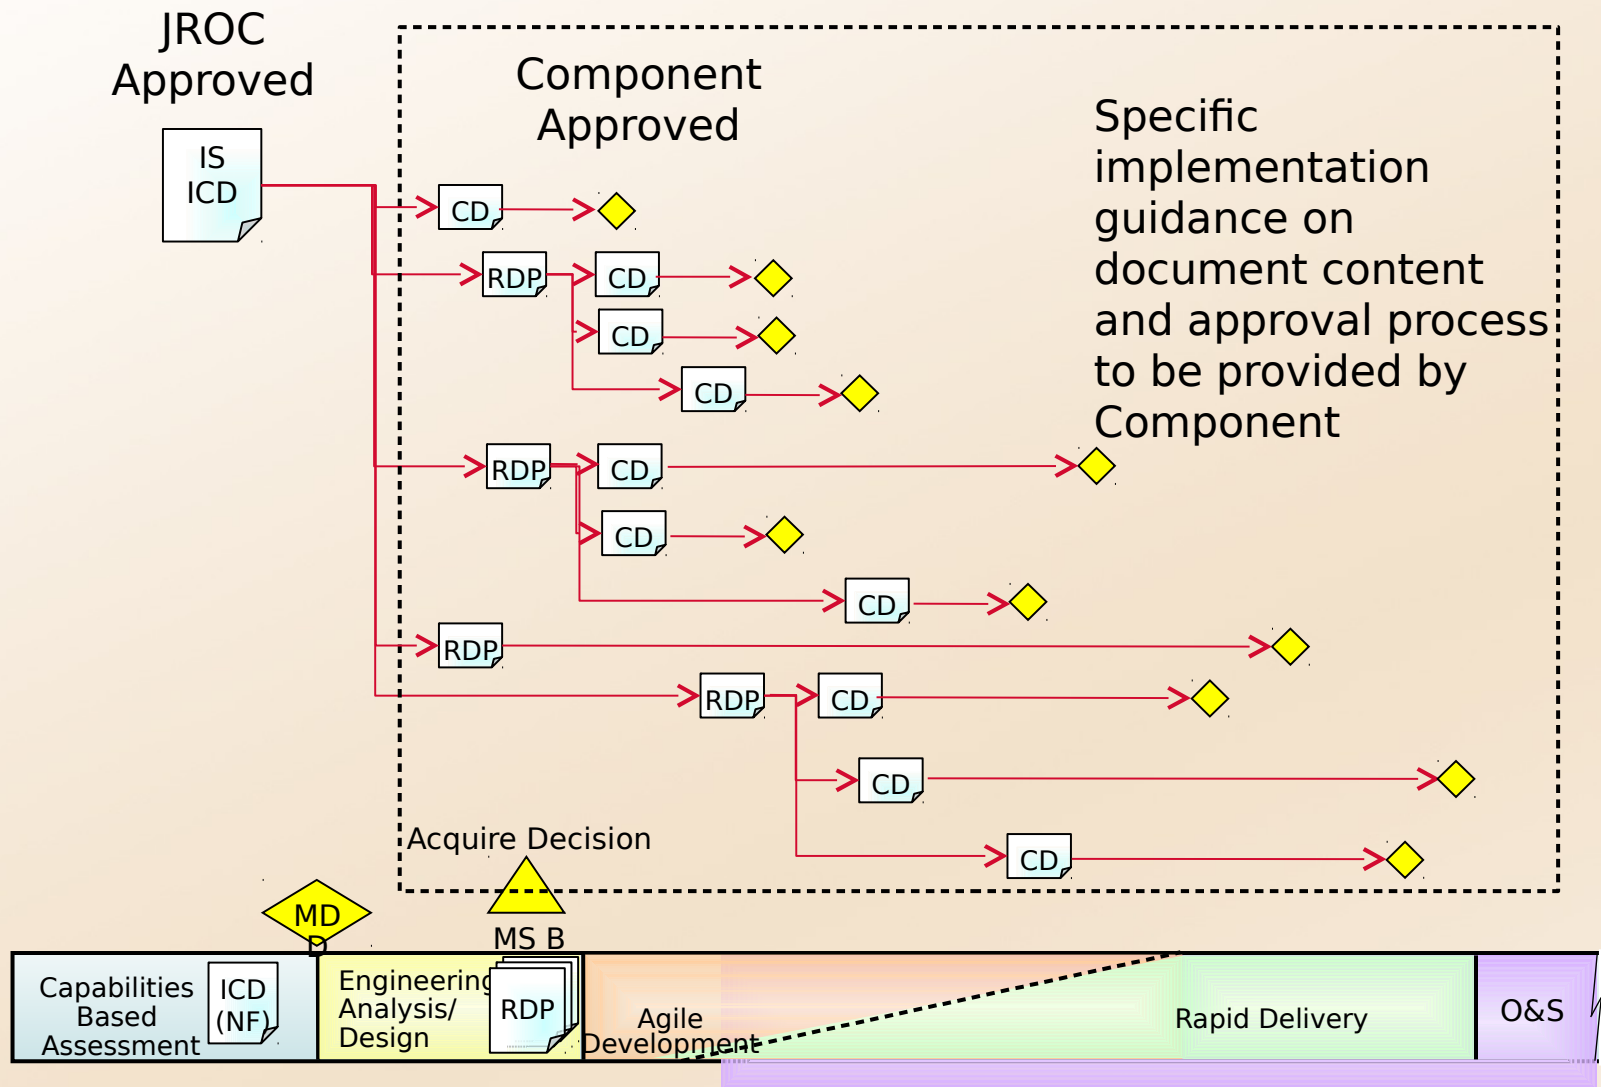 JROC
Approved
Component
Approved
Specific
implementation
guidance on
document content
and approval process
to be provided by
Component
IS
ICD
CD
RDP
CD
CD
CD
RDP
CD
CD
CD
RDP
RDP
CD
CD
CD
Acquire Decision
MD
D
MS B
Capabilities
Based
Assessment
ICD
(NF)
Engineering
Analysis/
Design
RDP
Agile
Development
Rapid Delivery
O&S